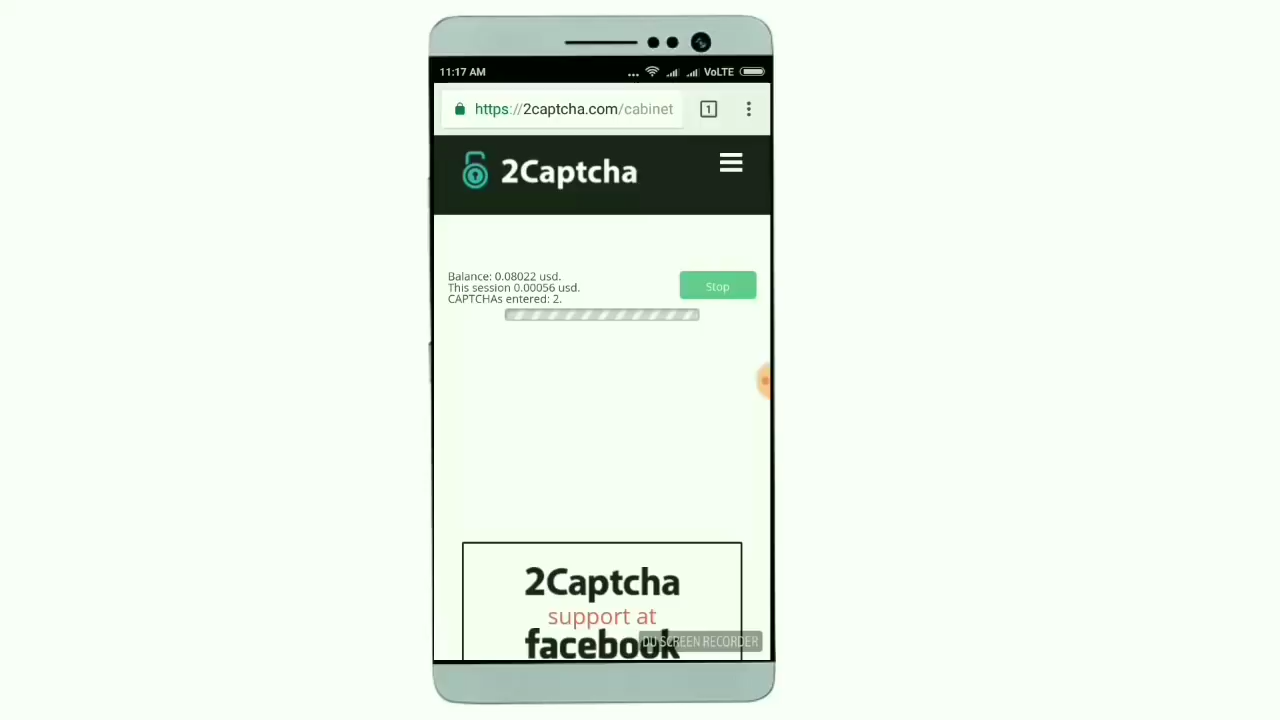 11:17 AM
... VoLTE
https://2captcha.com/cabinet
1
2Captcha
Balance: 0.08022 usd.
This session 0.00056 usd.
CAPTCHAs entered: 2.
Stop
2Captcha
support at
facebook
DU SCREEN RECORDER